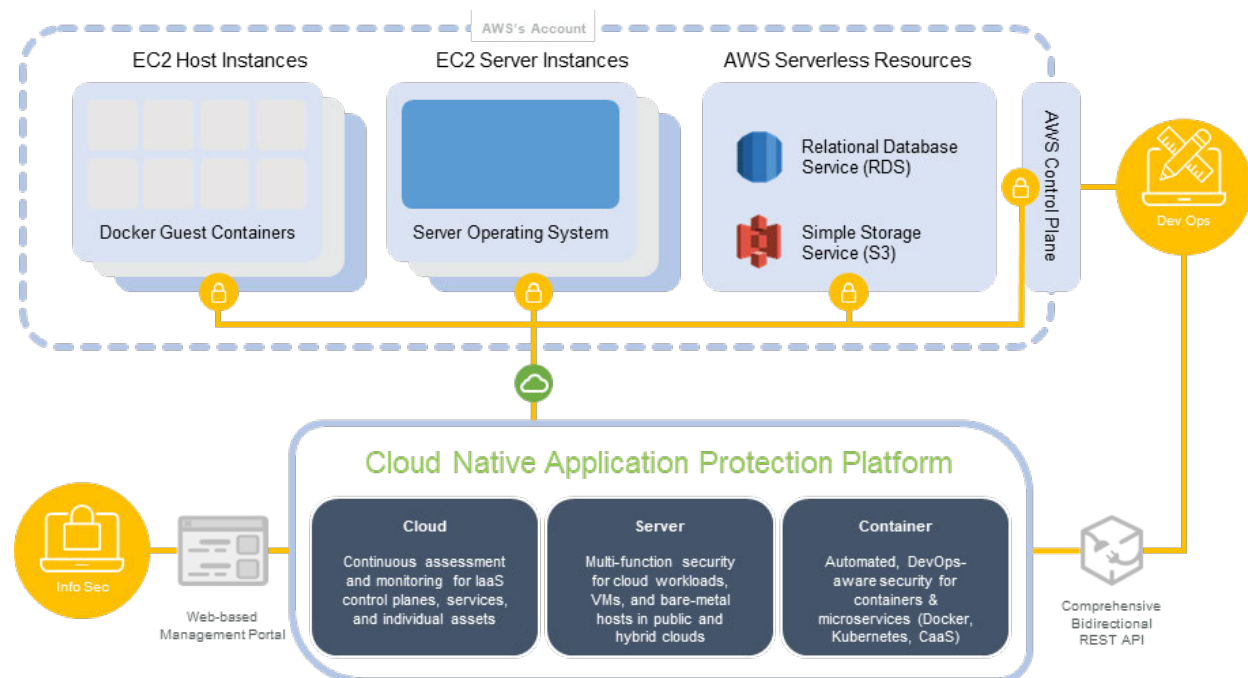 AWS's Account
EC2 Host Instances
EC2 Server Instances
AWS Serverless Resources
Docker Guest Containers
Server Operating System
Relational Database
Service (RDS)
Simple Storage
Service (S3)
AWS Control Plane
Dev Ops
Cloud Native Application Protection Platform
Info Sec
Web-based
Management Portal
Cloud
Continuous assessment
and monitoring for IaaS
control planes, services,
and individual assets
Server
Multi-function security
for cloud workloads,
VMs, and bare-metal
hosts in public and
hybrid clouds
Container
Automated, DevOps-
aware security for
containers &
microservices (Docker,
Kubernetes, CaaS)
Comprehensive
Bidirectional
REST API